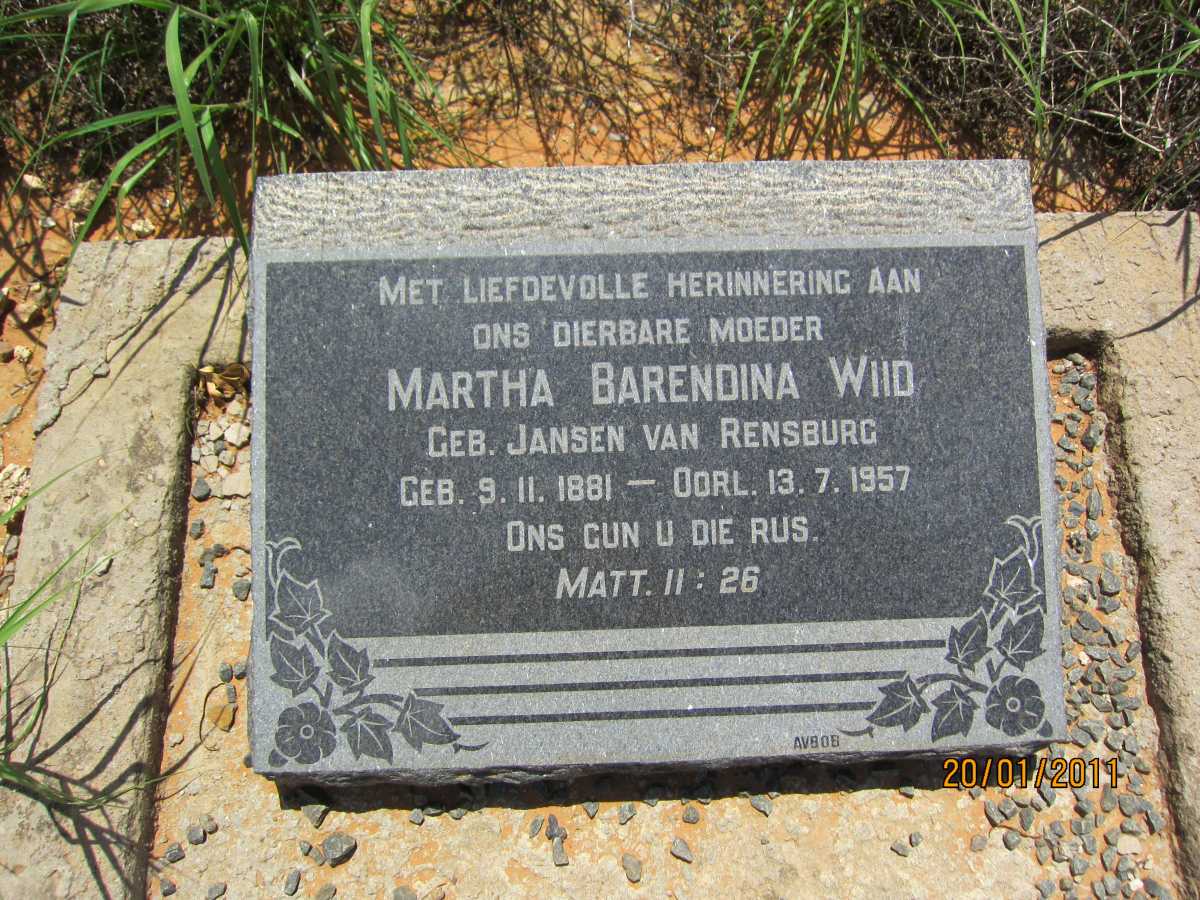 Met liefdevolle herinnering aan
ons dierbare moeder
Martha Barendina Wiid
Geb. Jansen van Rensburg
Geb. 9. 11. 1881 — Oorl. 13. 7. 1957
Ons gun u die rus.
Matt. 11 : 26
AVBOB
20/01/2011